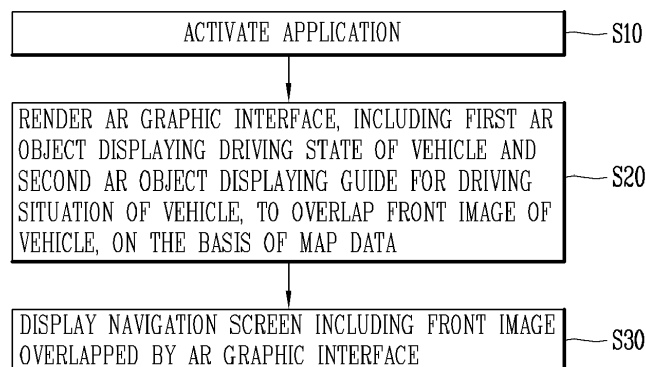 ACTIVATE APPLICATION
S10
RENDER AR GRAPHIC INTERFACE, INCLUDING FIRST AR
OBJECT DISPLAYING DRIVING STATE OF VEHICLE AND
SECOND AR OBJECT DISPLAYING GUIDE FOR DRIVING
SITUATION OF VEHICLE, TO OVERLAP FRONT IMAGE OF
VEHICLE, ON THE BASIS OF MAP DATA
S20
DISPLAY NAVIGATION SCREEN INCLUDING FRONT IMAGE
OVERLAPPED BY AR GRAPHIC INTERFACE
S30